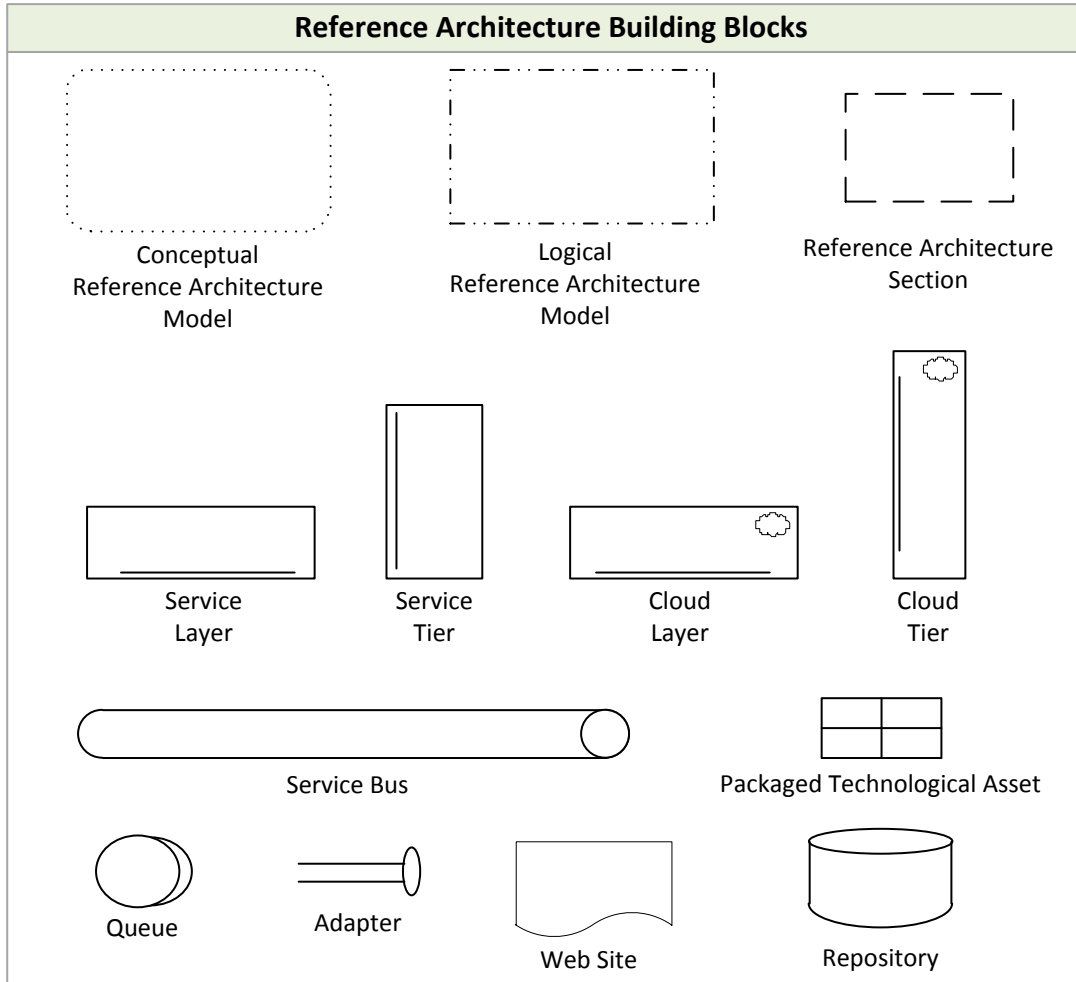 Reference Architecture Building Blocks
Conceptual
Reference Architecture
Model
Logical
Reference Architecture
Model
Reference Architecture
Section
Service
Layer
Service
Tier
Cloud
Layer
Cloud
Tier
Service Bus
Packaged Technological Asset
Queue
Adapter
Web Site
Repository